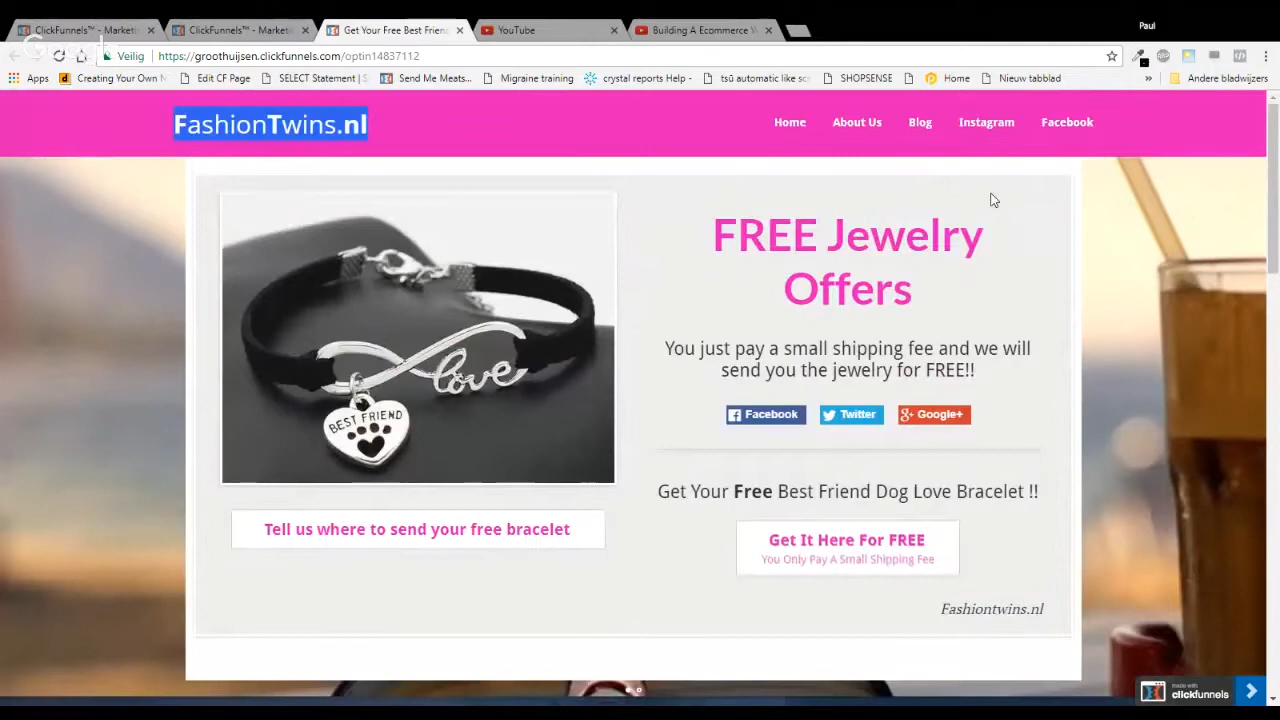 Paul
ClickFunnels™ - Marketi
ClickFunnels™ - Market
Get Your Free Best Frien
YouTube
Building A Ecommerce W
Veilig
https://groothuijsen.clickfunnels.com/optin14837112
Apps
Creating Your Own
Edit CF Page
SELECT Statement |
Send Me Meats...
Migraine training
crystal reports Help -
automatic like sc
SHOPSENSE
Home
Nieuw tabblad
»
Andere bladwijzers
FashionTwins.nl
Home
About Us
Blog
Instagram
Facebook
FREE Jewelry
Offers
You just pay a small shipping fee and we will
send you the jewelry for FREE!!
Facebook
Twitter
Google+
love
BEST FRIEND
Get Your Free Best Friend Dog Love Bracelet !!
Tell us where to send your free bracelet
Get It Here For FREE
You Only Pay A Small Shipping Fee
Fashiontwins.nl
made with
clickfunnels